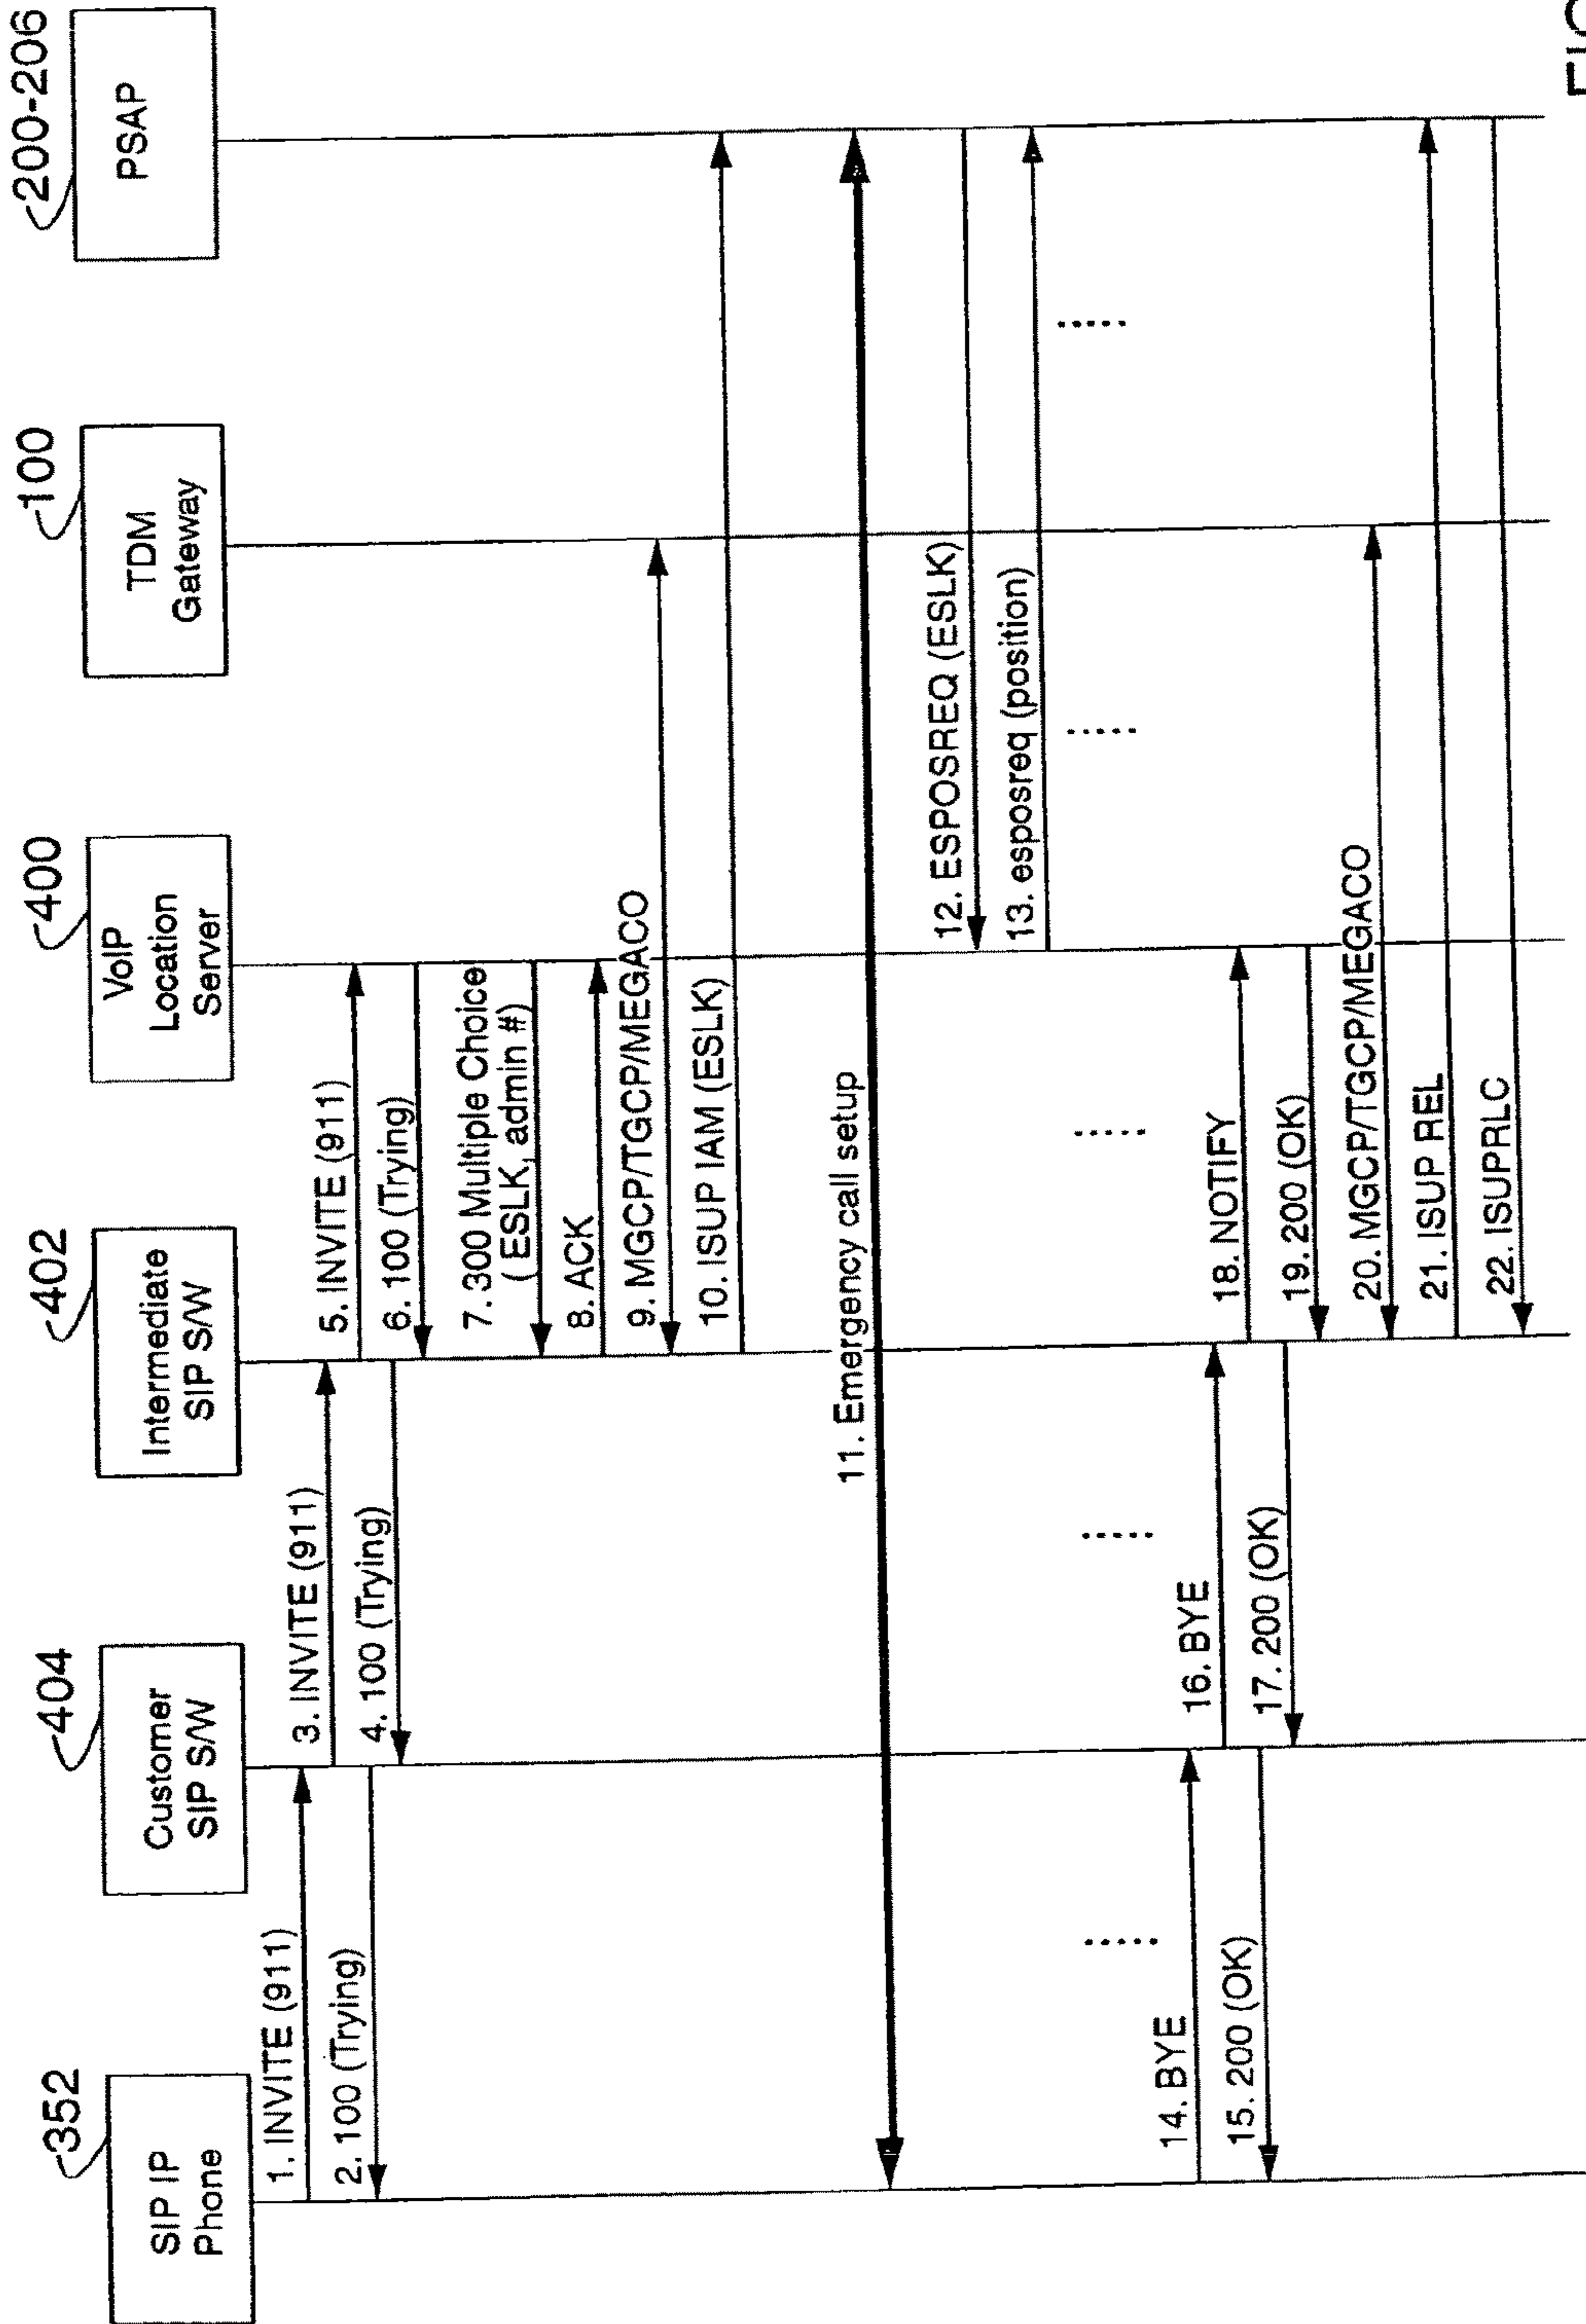 352
SIP IP
Phone
404
Customer
SIP S/W
402
Intermediate
SIP S/W
400
VoIP
Location
Server
100
TDM
Gateway
200-206
PSAP
1. INVITE (911)
2. 100 (Trying)
3. INVITE (911)
4. 100 (Trying)
5. INVITE (911)
6. 100 (Trying)
7. 300 Multiple Choice
( ESLK, admin #)
8. ACK
9. MGCP/TGCP/MEGACO
10. ISUP IAM (ESLK)
11. Emergency call setup
12. ESPOSREQ (ESLK)
13. esposreq (position)
14. BYE
15. 200 (OK)
16. BYE
17. 200 (OK)
18. NOTIFY
19. 200 (OK)
20. MGCP/TGCP/MEGACO
21. ISUP REL
22. ISUPRLC